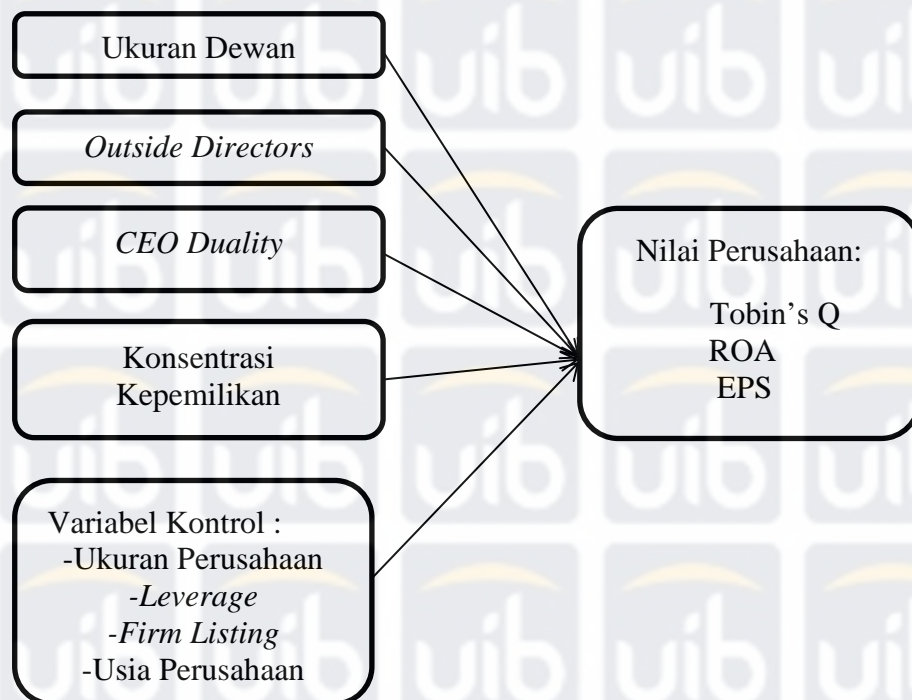 Ukuran Dewan
Outside Directors
CEO Duality
Konsentrasi
Kepemilikan
Variabel Kontrol :
-Ukuran Perusahaan
-Leverage
-Firm Listing
-Usia Perusahaan
Nilai Perusahaan:
Tobin’s Q
ROA
EPS
uib